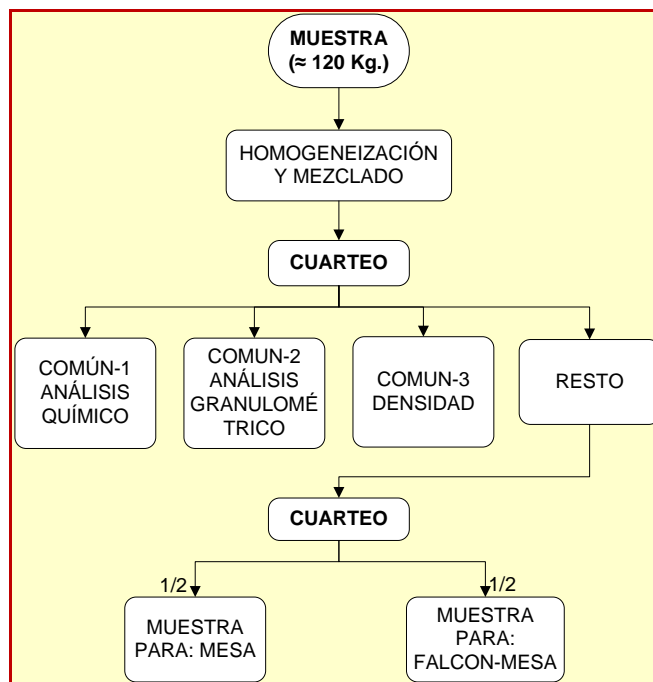 MUESTRA
(≈ 120 Kg.)
HOMOGENEIZACIÓN
Y MEZCLADO
CUARTEO
COMÚN-1
ANÁLISIS
QUÍMICO
COMUN-2
ANÁLISIS
GRANULOMÉ
TRICO
COMUN-3
DENSIDAD
RESTO
CUARTEO
1/2
MUESTRA
PARA: MESA
1/2
MUESTRA
PARA:
FALCON-MESA